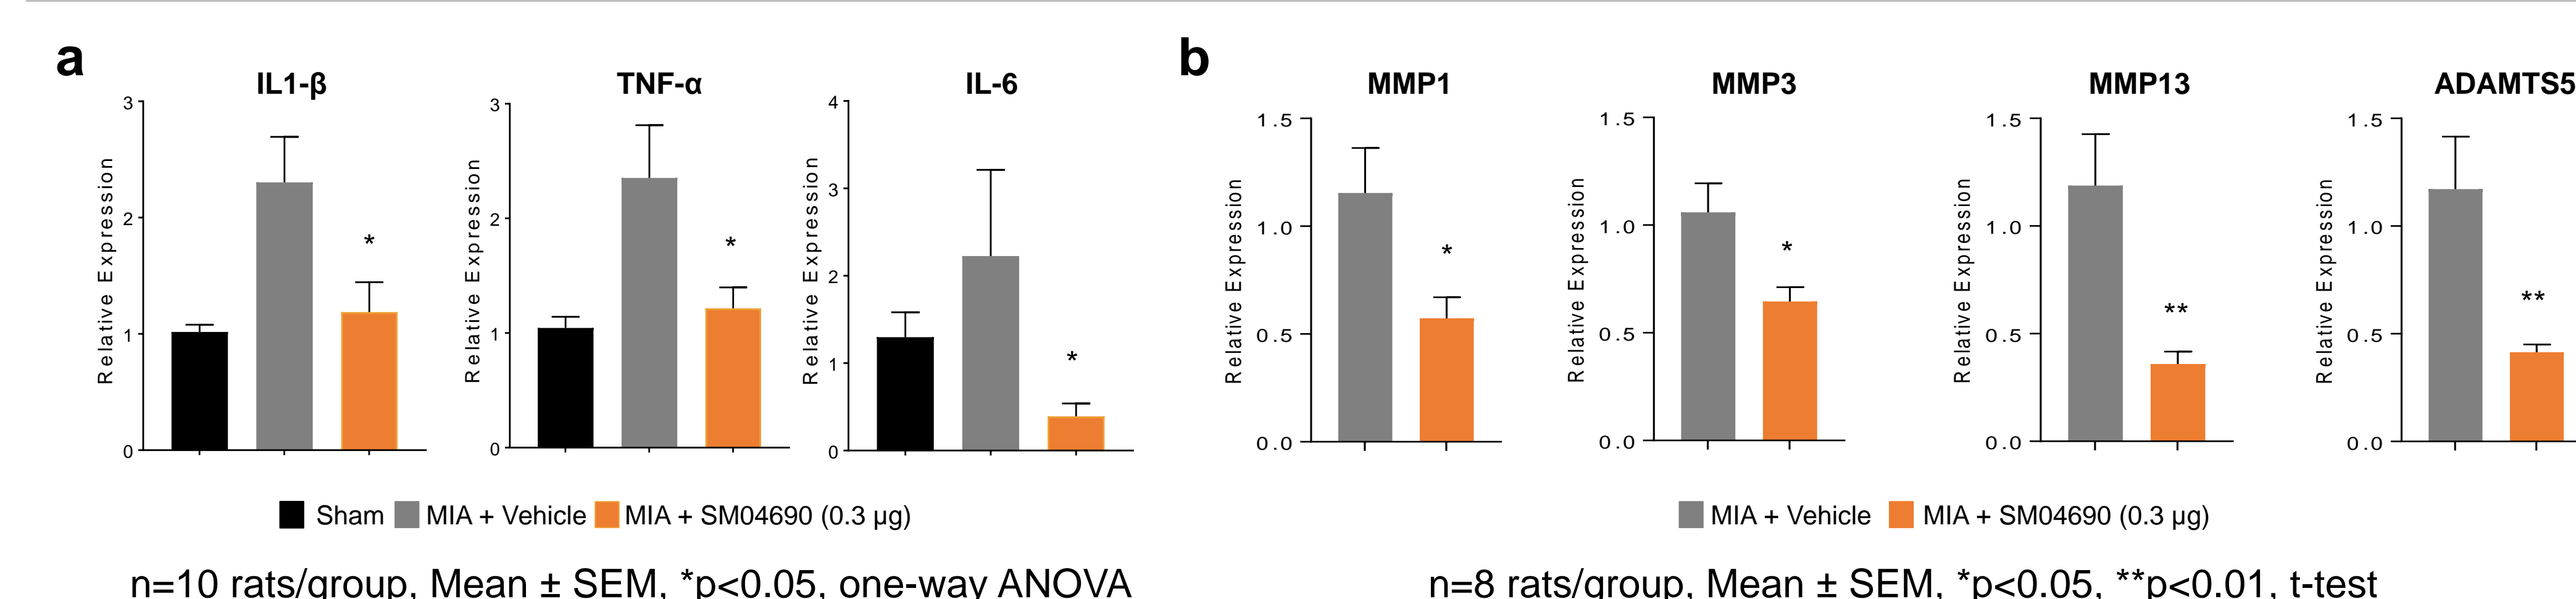 a
IL1-β
TNF-α
IL-6
3
2
1
0
Relative Expression
*
3
2
1
0
Relative Expression
*
4
3
2
1
0
Relative Expression
*
Sham MIA + Vehicle MIA + SM04690 (0.3 µg)
n=10 rats/group, Mean ± SEM, *p<0.05, one-way ANOVA
b
MMP1
MMP3
MMP13
ADAMTS5
1.5
1.0
0.5
0.0
Relative Expression
*
1.5
1.0
0.5
0.0
Relative Expression
*
1.5
1.0
0.5
0.0
Relative Expression
**
1.5
1.0
0.5
0.0
Relative Expression
**
MIA + Vehicle MIA + SM04690 (0.3 µg)
n=8 rats/group, Mean ± SEM, *p<0.05, **p<0.01, t-test